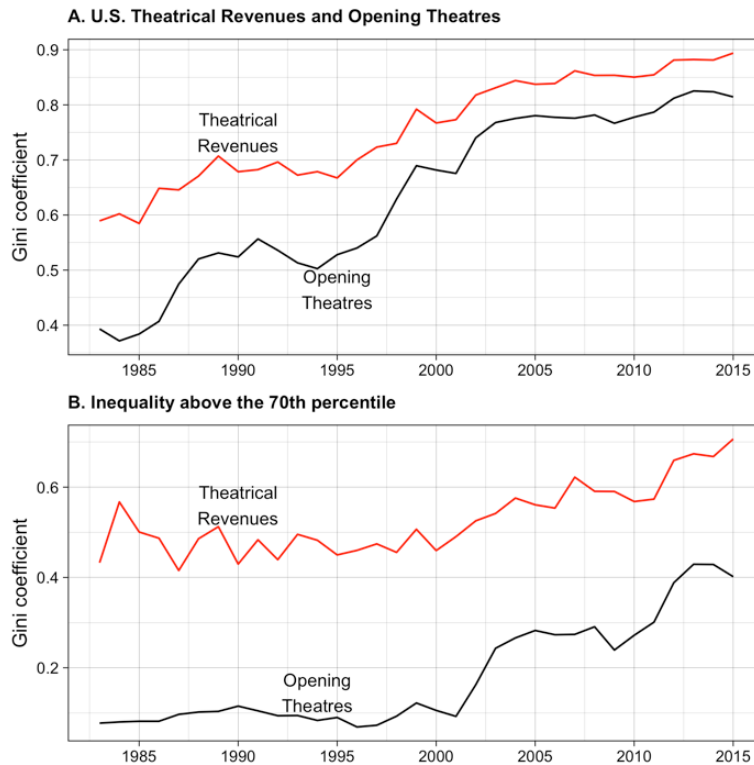 A. U.S. Theatrical Revenues and Opening Theatres
0.9
0.8
0.7
0.6
0.5
0.4
Gini coefficient
Theatrical
Revenues
Opening
Theatres
1985 1990 1995 2000 2005 2010 2015
B. Inequality above the 70th percentile
0.6
0.4
0.2
Gini coefficient
Theatrical
Revenues
Opening
Theatres
1985 1990 1995 2000 2005 2010 2015